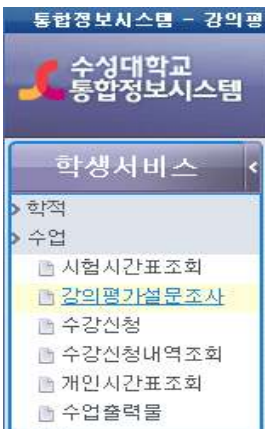 통합정보시스템 - 강의평
수성대학교
통합정보시스템
학생서비스
학적
수업
시험시간표조회
강의평가설문조사
수강신청
수강신청내역조회
개인시간표조회
수업출력물